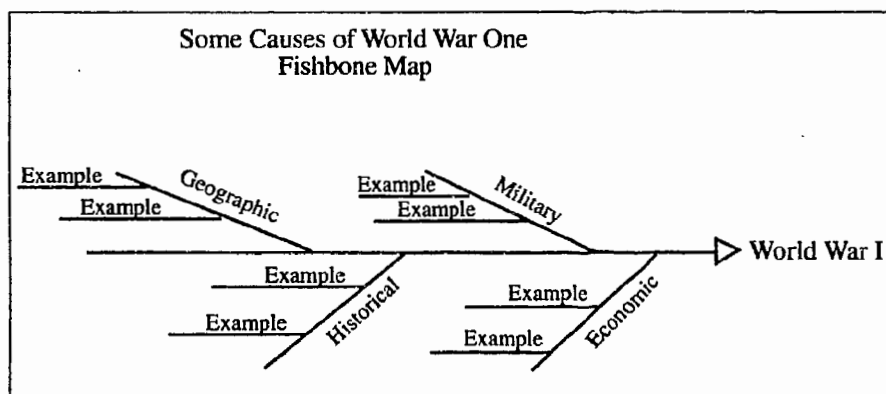 Some Causes of World War One
Fishbone Map
Example
Geographic
Example
Example
Military
Example
World War I
Example
Historical
Example
Example
Economic
Example